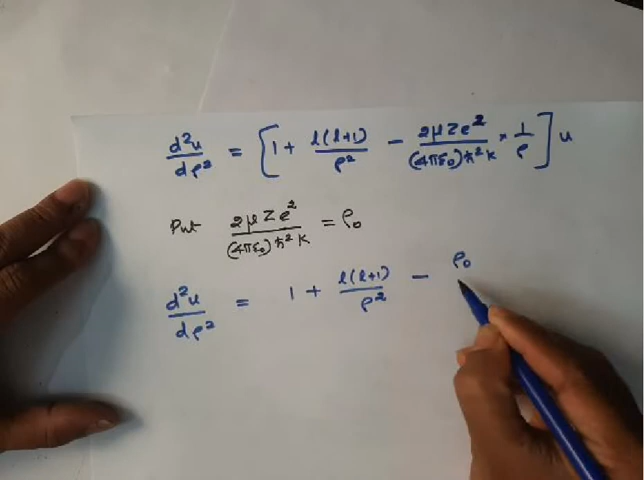 d²u/dρ² = [1 + l(l+1)/ρ² - 2μZe²/(4πε₀)ħ²k × 1/ρ] u
Put 2μZe²/(4πε₀)ħ²k = ρ₀
d²u/dρ² = 1 + l(l+1)/ρ² - ρ₀